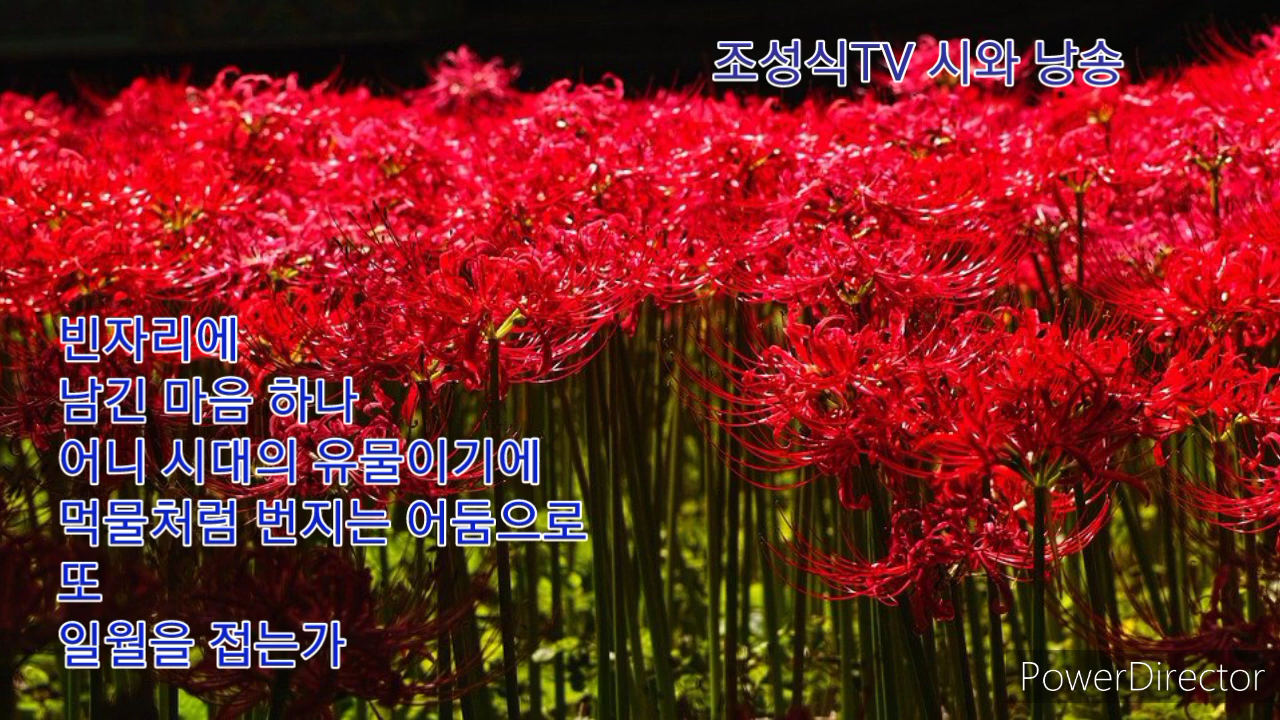 조성식TV 시와 낭송
빈자리에
남긴 마음 하나
어니 시대의 유물이기에
먹물처럼 번지는 어둠으로
또
일월을 접는가
PowerDirector